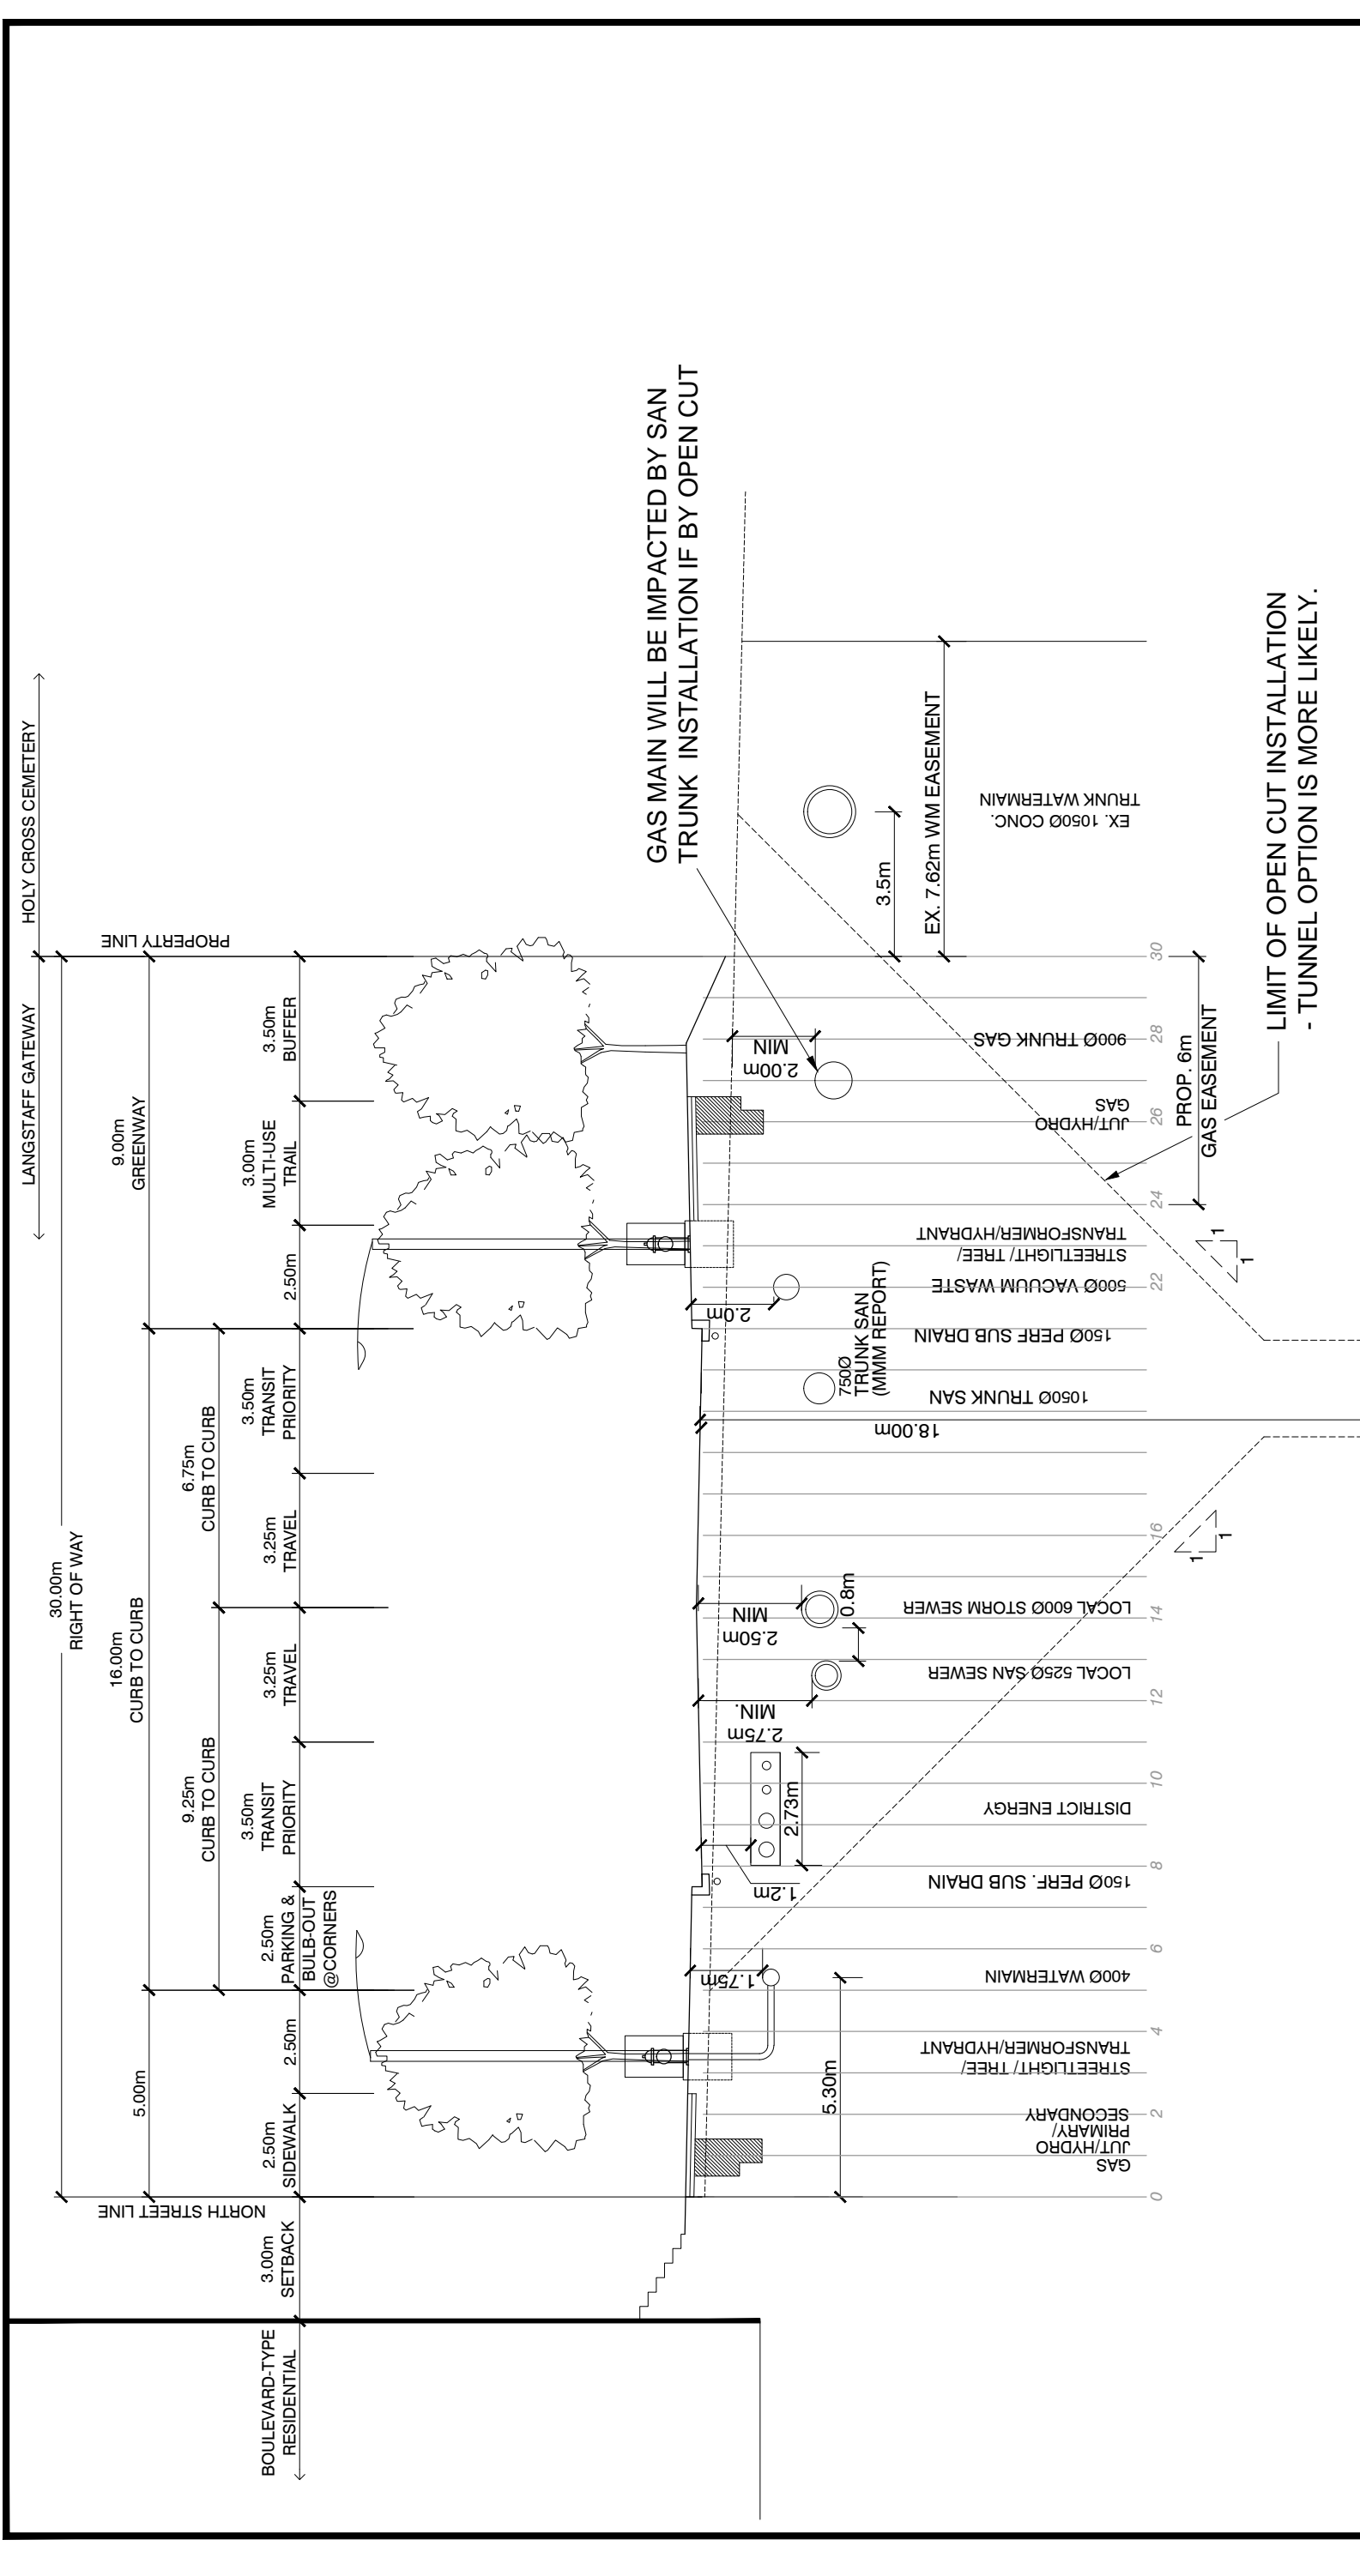 LANGSTAFF GATEWAY
HOLY CROSS CEMETERY
30.00m
RIGHT OF WAY
NORTH STREET LINE
PROPERTY LINE
5.00m
16.00m
CURB TO CURB
9.00m
GREENWAY
9.25m
CURB TO CURB
6.75m
CURB TO CURB
BOULEVARD-TYPE
RESIDENTIAL
3.00m
SETBACK
2.50m
SIDEWALK
2.50m
2.50m
PARKING &
BULB-OUT
@CORNERS
3.50m
TRANSIT
PRIORITY
3.25m
TRAVEL
3.25m
TRAVEL
3.50m
TRANSIT
PRIORITY
2.50m
3.00m
MULTI-USE
TRAIL
3.50m
BUFFER
GAS MAIN WILL BE IMPACTED BY SAN
TRUNK INSTALLATION IF BY OPEN CUT
1.75m
5.30m
1.2m
2.73m
2.75m
MIN.
2.50m
MIN
0.8m
18.00m
750Ø
TRUNK SAN
(MMM REPORT)
2.0m
2.00m
MIN
3.5m
EX. 7.62m WM EASEMENT
GAS
JUT/HYDRO
PRIMARY/
SECONDARY
STREETLIGHT/ TREE/
TRANSFORMER/HYDRANT
400Ø WATERMAIN
150Ø PERF. SUB DRAIN
DISTRICT ENERGY
LOCAL 525Ø SAN SEWER
LOCAL 600Ø STORM SEWER
1050Ø TRUNK SAN
150Ø PERF SUB DRAIN
500Ø VACUUM WASTE
STREETLIGHT/ TREE/
TRANSFORMER/HYDRANT
JUT/HYDRO
GAS
900Ø TRUNK GAS
EX. 1050Ø CONC.
TRUNK WATERMAIN
0
2
4
6
8
10
12
14
16
22
24
26
28
30
1
1
1
1
PROP. 6m
GAS EASEMENT
LIMIT OF OPEN CUT INSTALLATION
- TUNNEL OPTION IS MORE LIKELY.